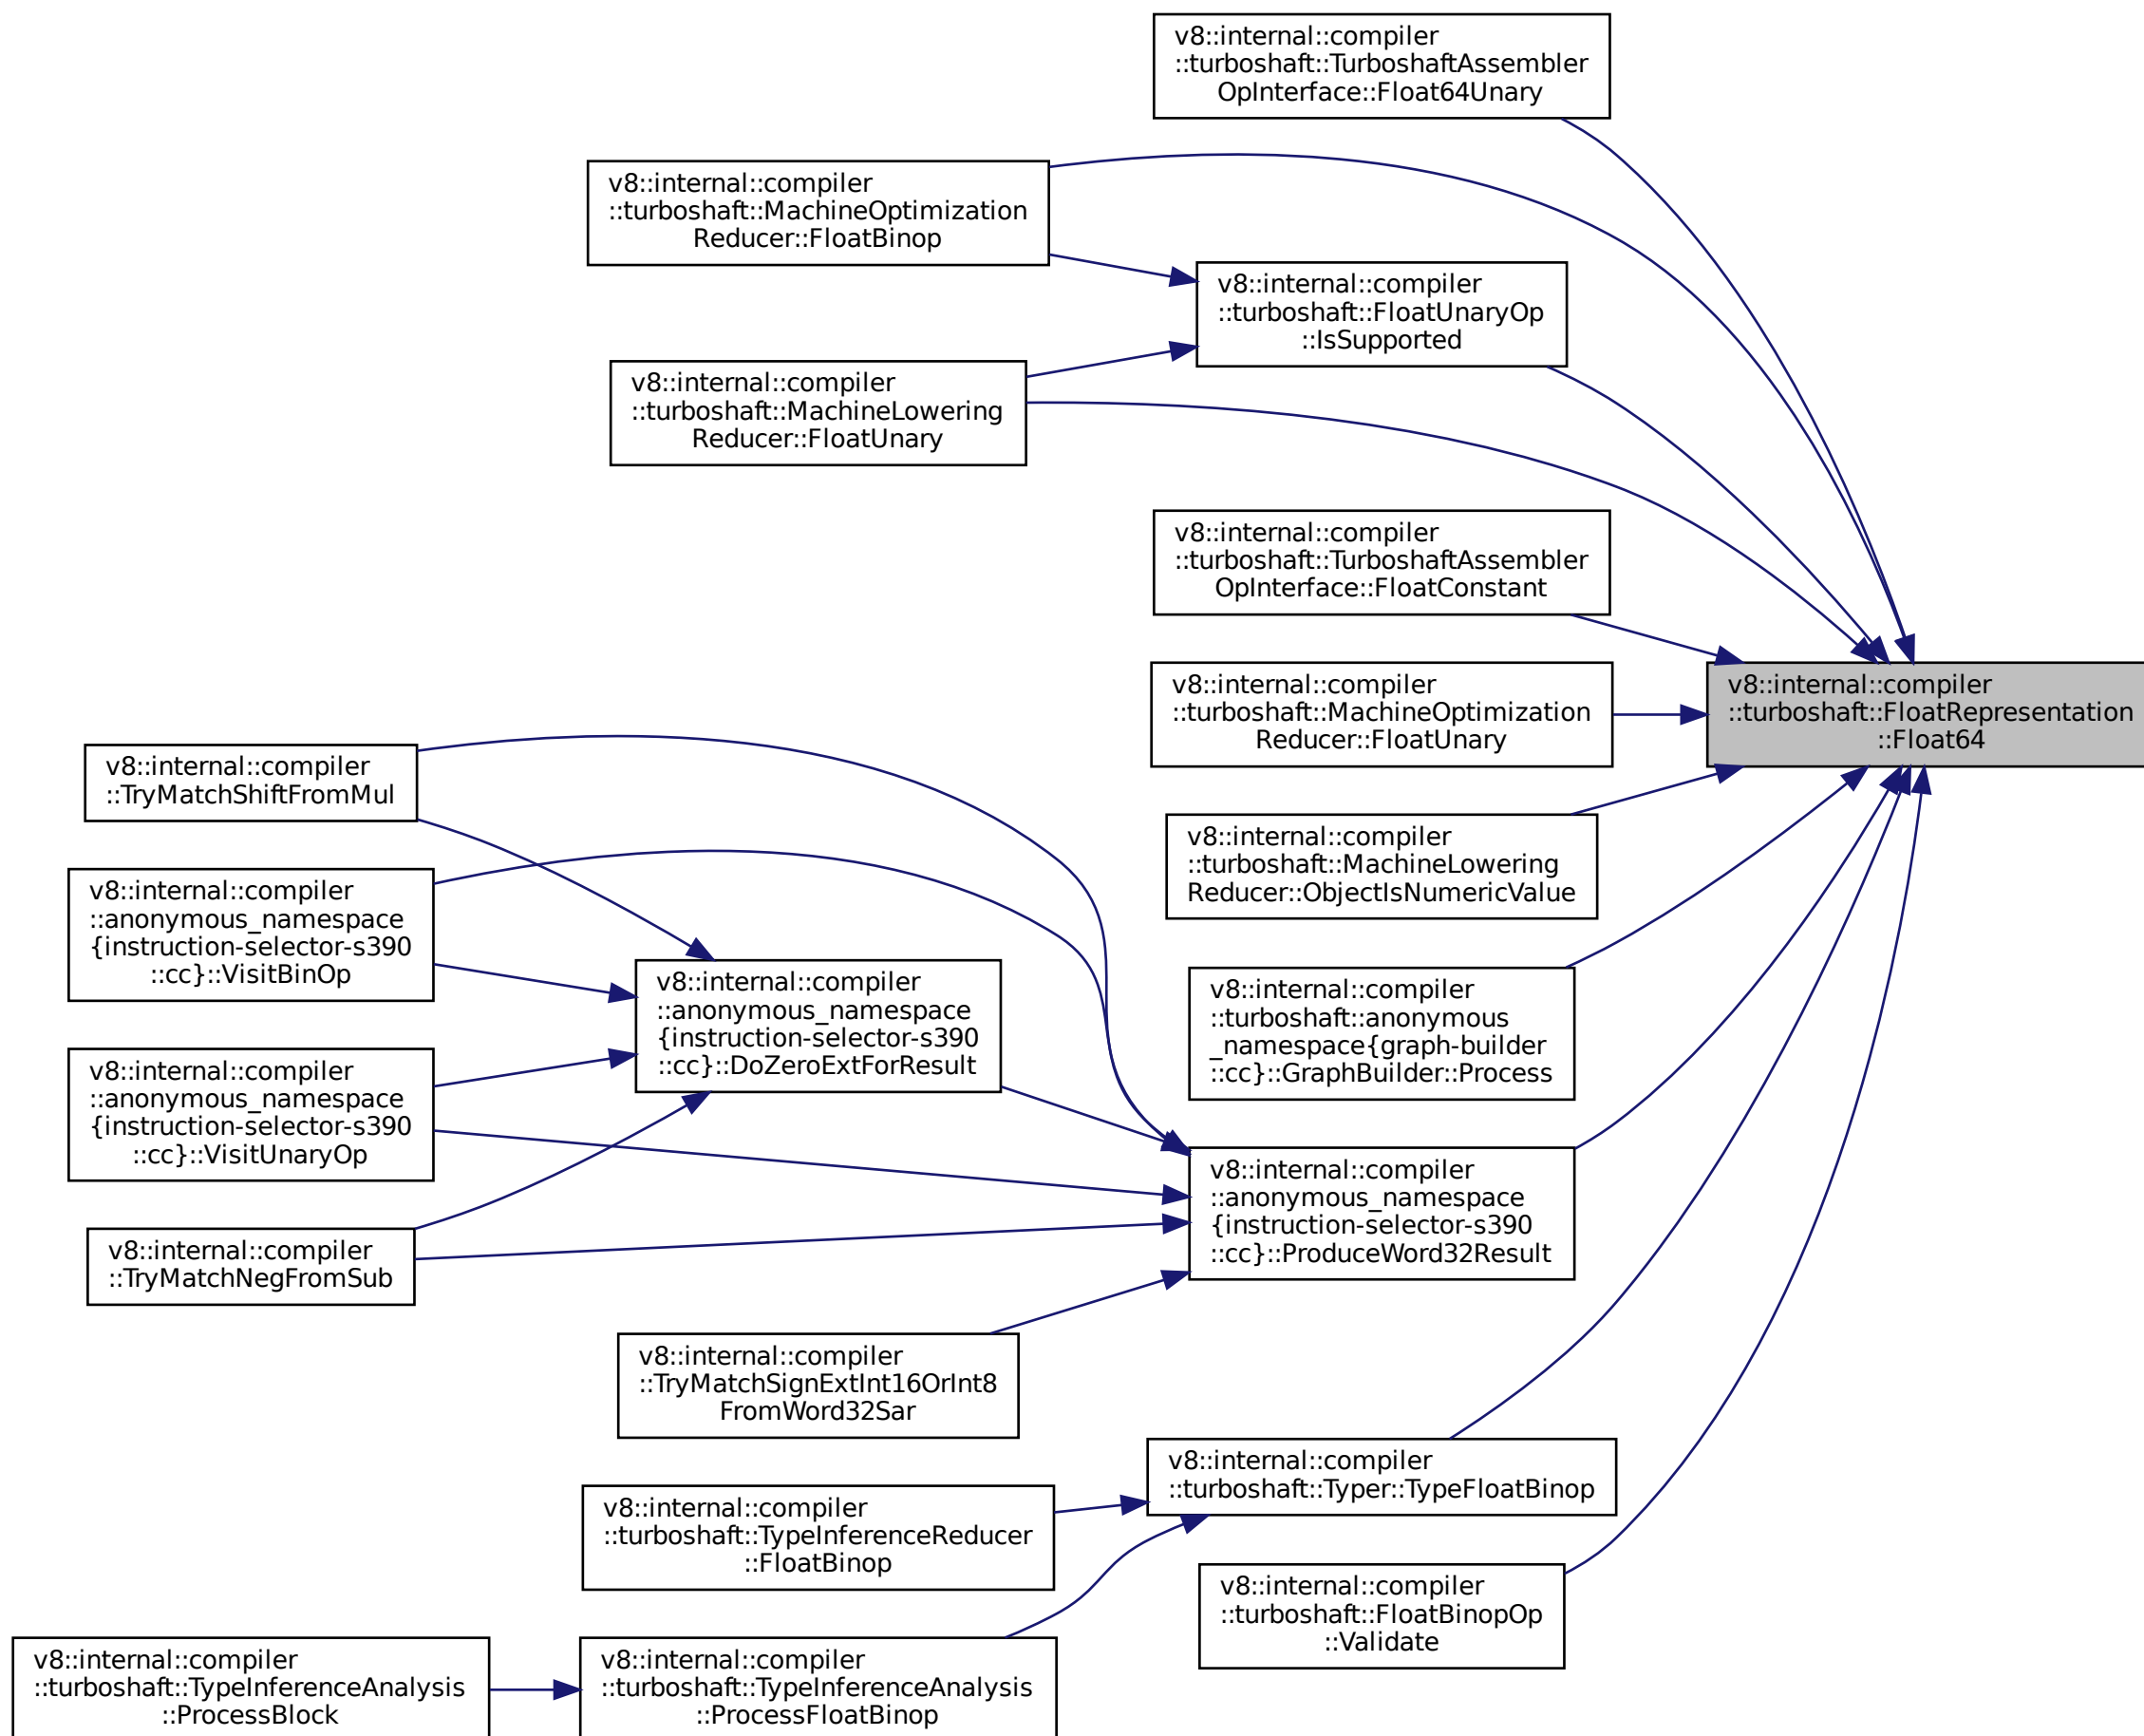 v8::internal::compiler
::turboshaft::TurboshaftAssembler
OpInterface::Float64Unary
v8::internal::compiler
::turboshaft::MachineOptimization
Reducer::FloatBinop
v8::internal::compiler
::turboshaft::FloatUnaryOp
::IsSupported
v8::internal::compiler
::turboshaft::MachineLowering
Reducer::FloatUnary
v8::internal::compiler
::turboshaft::TurboshaftAssembler
OpInterface::FloatConstant
v8::internal::compiler
::turboshaft::MachineOptimization
Reducer::FloatUnary
v8::internal::compiler
::turboshaft::FloatRepresentation
::Float64
v8::internal::compiler
::TryMatchShiftFromMul
v8::internal::compiler
::turboshaft::MachineLowering
Reducer::ObjectIsNumericValue
v8::internal::compiler
::anonymous_namespace
{instruction-selector-s390
::cc}::VisitBinOp
v8::internal::compiler
::anonymous_namespace
{instruction-selector-s390
::cc}::DoZeroExtForResult
v8::internal::compiler
::turboshaft::anonymous
_namespace{graph-builder
::cc}::GraphBuilder::Process
v8::internal::compiler
::anonymous_namespace
{instruction-selector-s390
::cc}::VisitUnaryOp
v8::internal::compiler
::anonymous_namespace
{instruction-selector-s390
::cc}::ProduceWord32Result
v8::internal::compiler
::TryMatchNegFromSub
v8::internal::compiler
::TryMatchSignExtInt16OrInt8
FromWord32Sar
v8::internal::compiler
::turboshaft::Typer::TypeFloatBinop
v8::internal::compiler
::turboshaft::TypeInferenceReducer
::FloatBinop
v8::internal::compiler
::turboshaft::FloatBinopOp
::Validate
v8::internal::compiler
::turboshaft::TypeInferenceAnalysis
::ProcessBlock
v8::internal::compiler
::turboshaft::TypeInferenceAnalysis
::ProcessFloatBinop